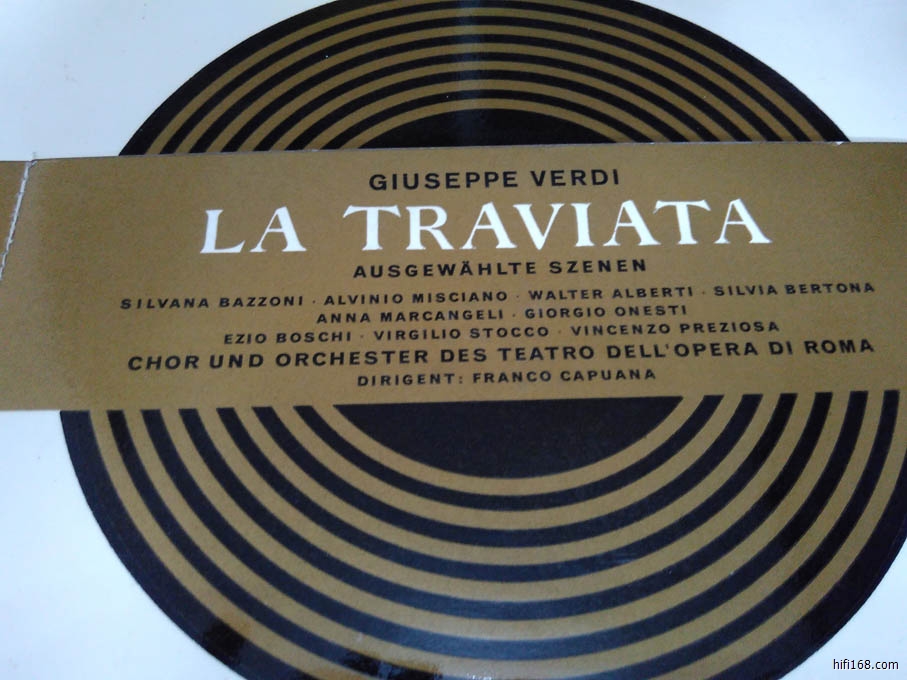 GIUSEPPE VERDI
LA TRAVIATA
AUSGEWÄHLTE SZENEN
SILVANA BAZZONI · ALVINIO MISCIANO · WALTER ALBERTI · SILVIA BERTONA
ANNA MARCANGELI · GIORGIO ONESTI
EZIO BOSCHI · VIRGILIO STOCCO · VINCENZO PREZIOSA
CHOR UND ORCHESTER DES TEATRO DELL'OPERA DI ROMA
DIRIGENT: FRANCO CAPUANA
hifi168.com